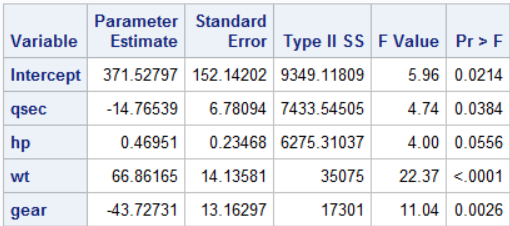 Variable Parameter Estimate Standard Error Type II SS F Value Pr > F
Intercept 371.52797 152.14202 9349.11809 5.96 0.0214
qsec -14.76539 6.78094 7433.54505 4.74 0.0384
hp 0.46951 0.23468 6275.31037 4.00 0.0556
wt 66.86165 14.13581 35075 22.37 <.0001
gear -43.72731 13.16297 17301 11.04 0.0026